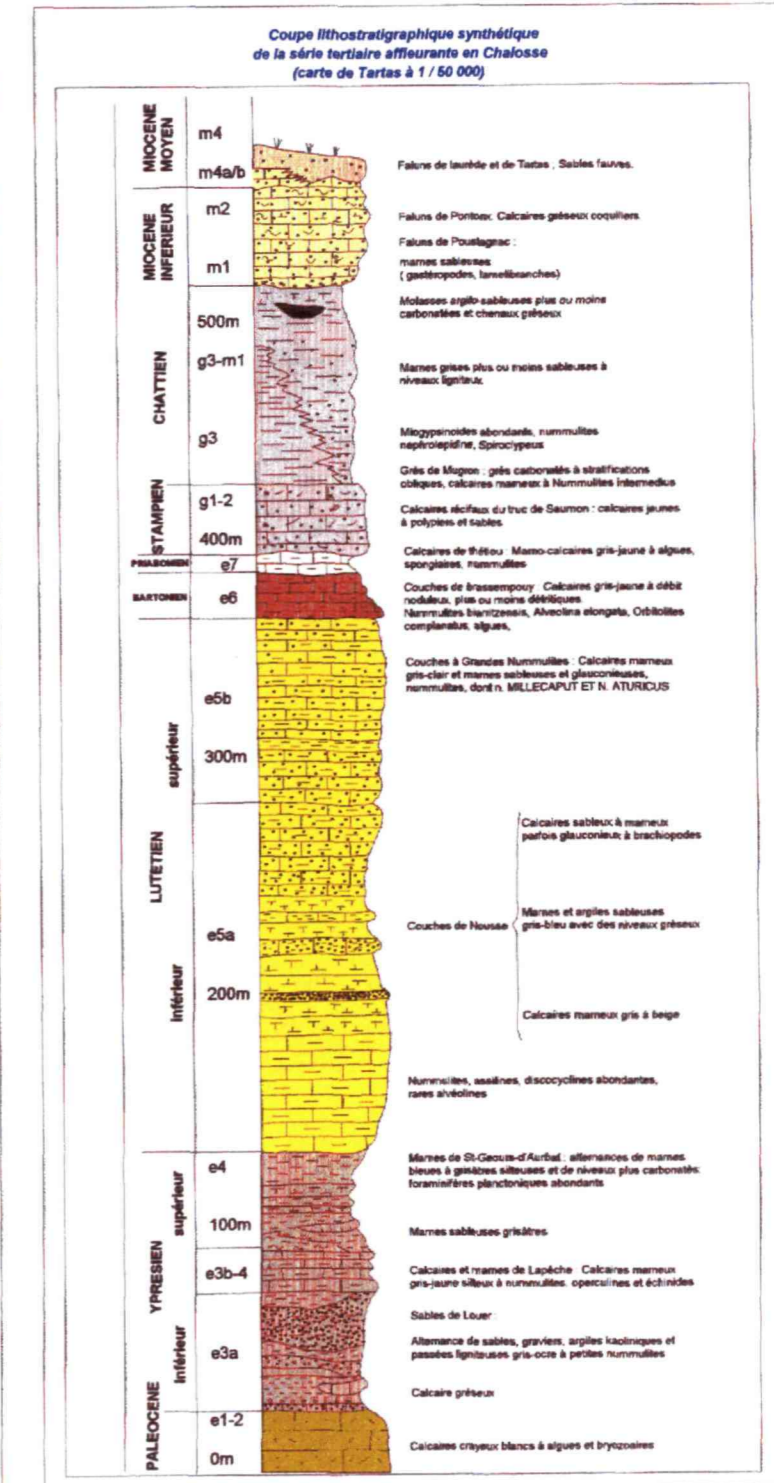 Coupe lithostratigraphique synthétique
de la série tertiaire affleurante en Chalosse
(carte de Tartas à 1 / 50 000)
MIOCENE
MOYEN
m4
m4a/b
Faluns de laurède et de Tartas ; Sables fauves.
MIOCENE
INFERIEUR
m2
Faluns de Pontonx. Calcaires gréseux coquiliers.
Faluns de Poustagnac :
m1
marnes sableuses
( gastéropodes, lamellibranches)
CHATTIEN
500m
Molasses argilo-sableuses plus ou moins
carbonatées et chenaux gréseux
g3-m1
Marnes grises plus ou moins sableuses à
niveaux ligniteux.
g3
Miogypsinoides abondants, nummulites
nephrolepidine, Spiroclypeus
Grès de Mugron : grès carbonatés à stratifications
obliques, calcaires marneux à Nummulites intermedius
STAMPIEN
g1-2
400m
Calcaires récifaux du truc de Saumon : calcaires jaunes
à polypiers et sables
PRIABONIEN
e7
Calcaires de thétieu : Marno-calcaires gris-jaune à algues,
spongiaires, nummulites
BARTONIEN
e6
Couches de brassempouy : Calcaires gris-jaune à débit
noduleux, plus ou moins détritiques.
Nummulites biarritzensis, Alveolina elongata, Orbitolites
complanatus, algues,
LUTETIEN
supérieur
e5b
300m
Couches à Grandes Nummulites : Calcaires marneux
gris-clair et marnes sableuses et glauconieuses,
nummulites, dont n. MILLECAPUT ET N. ATURICUS
inférieur
e5a
200m
Couches de Nousse
Calcaires sableux à marneux
parfois glauconieux à brachiopodes
Marnes et argiles sableuses
gris-bleu avec des niveaux gréseux
Calcaires marneux gris à beige
Nummulites, assilines, discocyclines abondantes,
rares alvéolines
YPRESIEN
supérieur
e4
Marnes de St-Geours-d'Auribat : alternances de marnes
bleues à grisâtres silteuses et de niveaux plus carbonatés:
foraminifères planctoniques abondants
100m
Marnes sableuses grisâtres
e3b-4
Calcaires et marnes de Lapêche : Calcaires marneux
gris-jaune silteux à nummulites, operculines et échinides
inférieur
e3a
Sables de Louer :
Alternance de sables, graviers, argiles kaoliniques et
passées ligniteuses gris-ocre à petites nummulites
Calcaire gréseux
PALEOCENE
e1-2
0m
Calcaires crayeux blancs à algues et bryozoaires